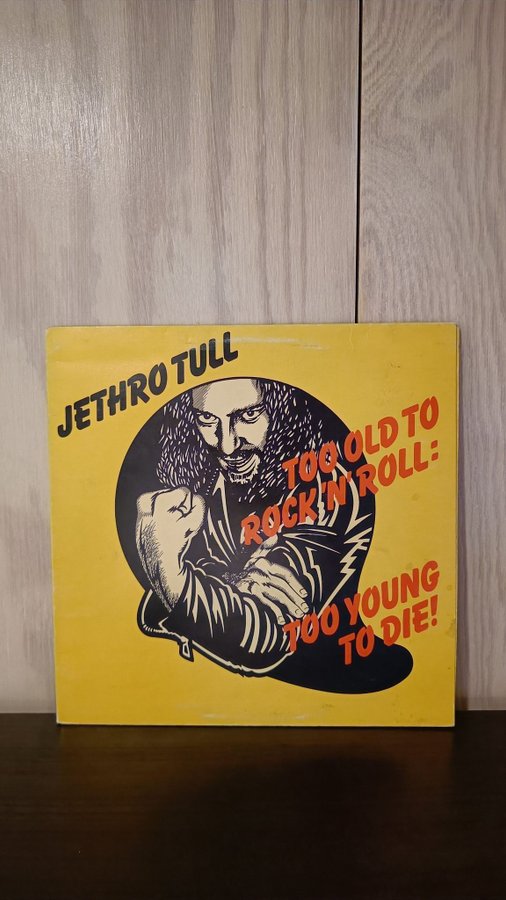 JETHRO TULL
TOO OLD TO
ROCK 'N' ROLL:
TOO YOUNG
TO DIE!